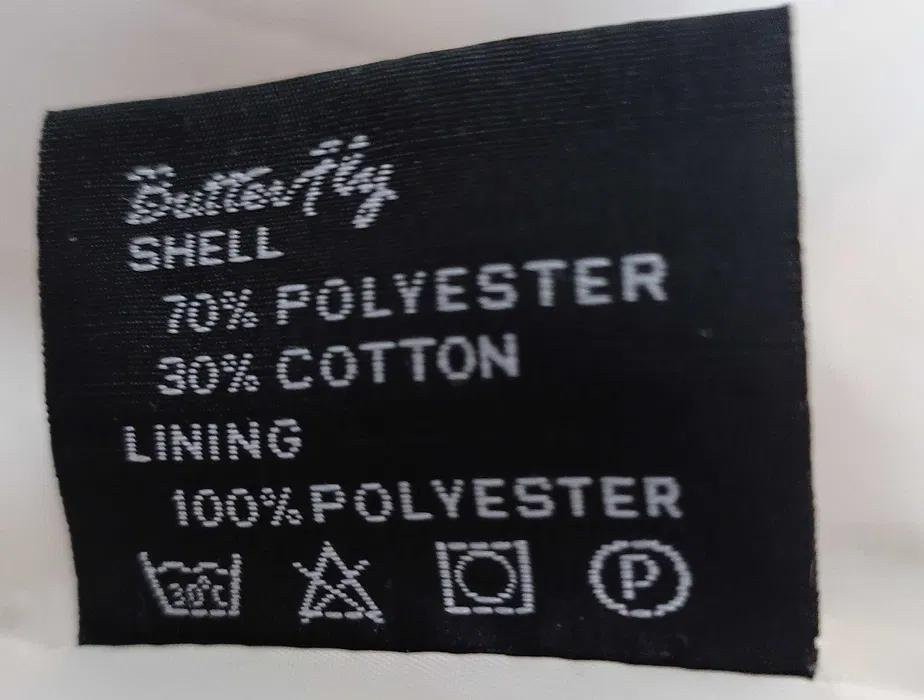 ButterFly
SHELL
70% POLYESTER
30% COTTON
LINING
100% POLYESTER
30°C
P